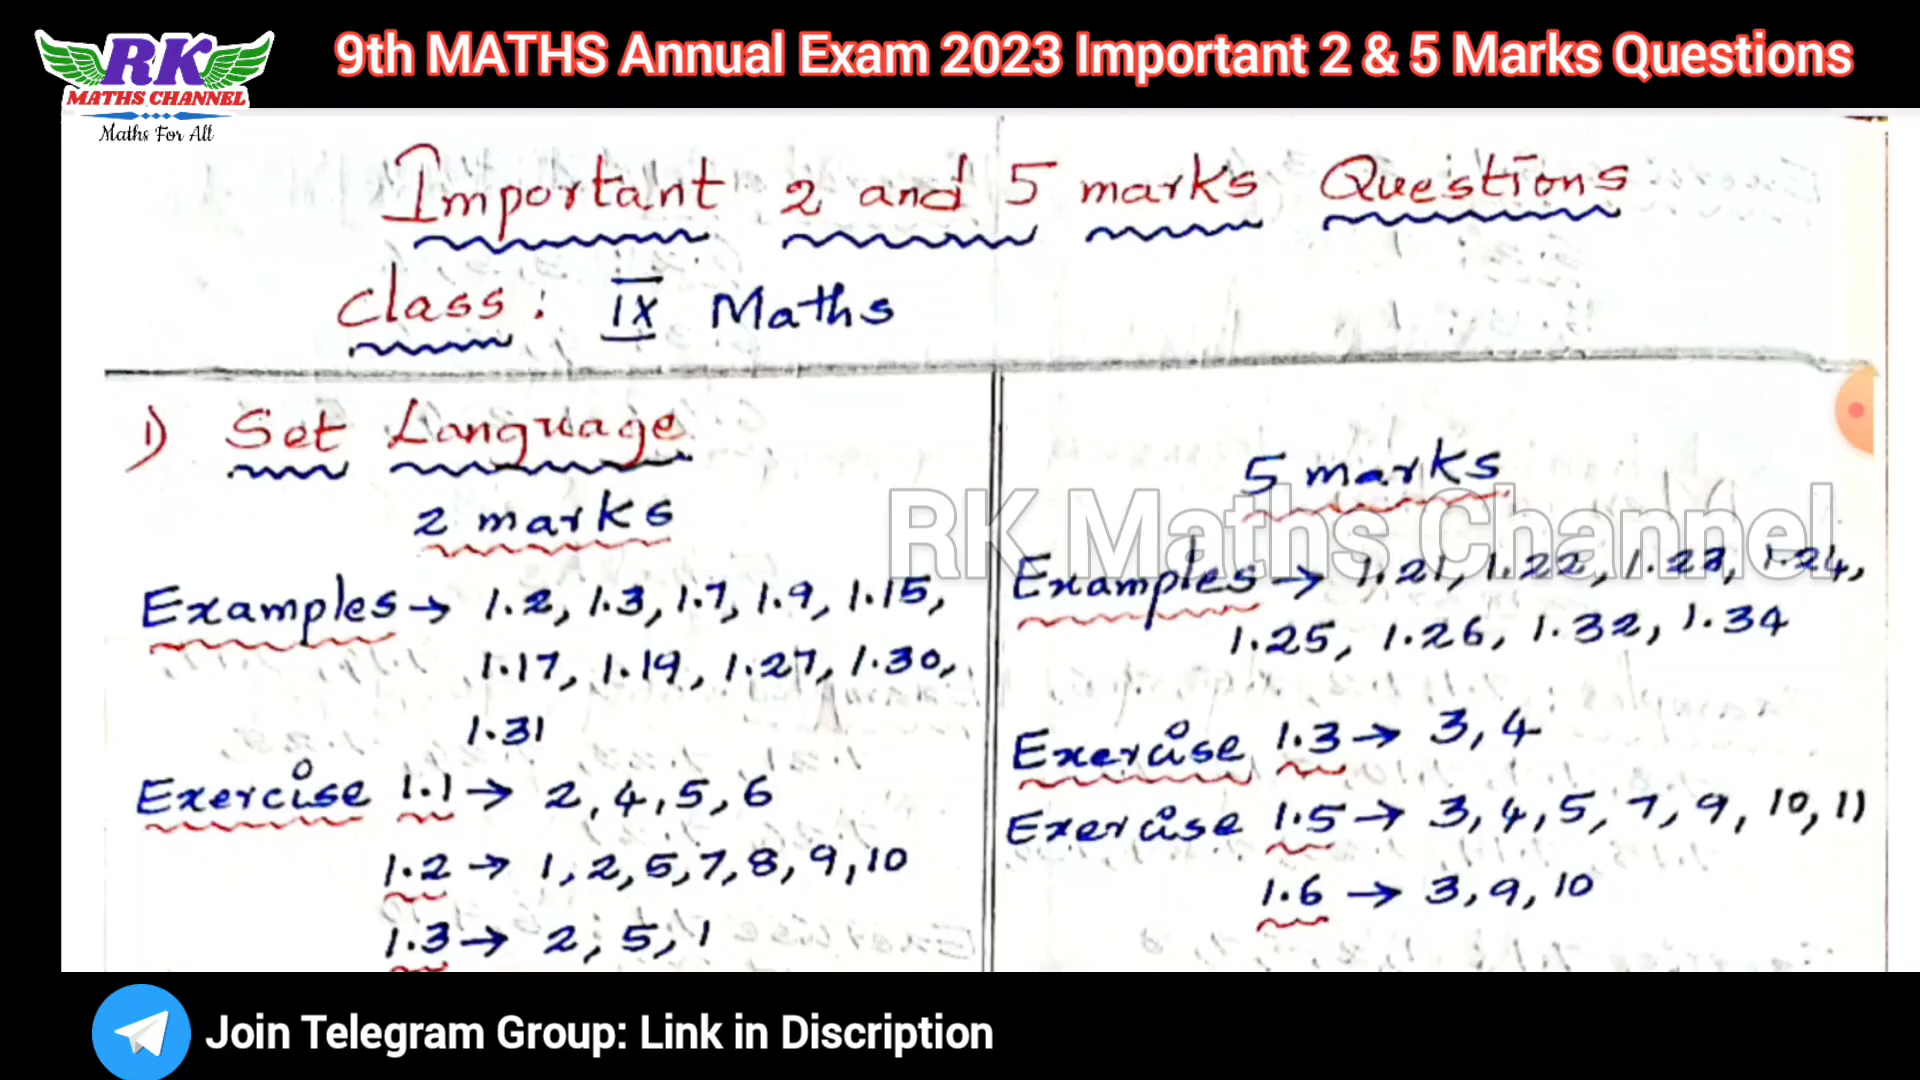 RK
MATHS CHANNEL
Maths For All
9th MATHS Annual Exam 2023 Important 2 & 5 Marks Questions
Important 2 and 5 marks Questions
Class: IX Maths
1) Set Language
2 marks
Examples → 1.2, 1.3, 1.7, 1.9, 1.15,
1.17, 1.19, 1.27, 1.30,
1.31
Exercise 1.1 → 2, 4, 5, 6
1.2 → 1, 2, 5, 7, 8, 9, 10
1.3 → 2, 5, 1
5 marks
RK Maths Channel
Examples → 1.21, 1.22, 1.23, 1.24,
1.25, 1.26, 1.32, 1.34
Exercise 1.3 → 3, 4
Exercise 1.5 → 3, 4, 5, 7, 9, 10, 11
1.6 → 3, 9, 10
Join Telegram Group: Link in Discription